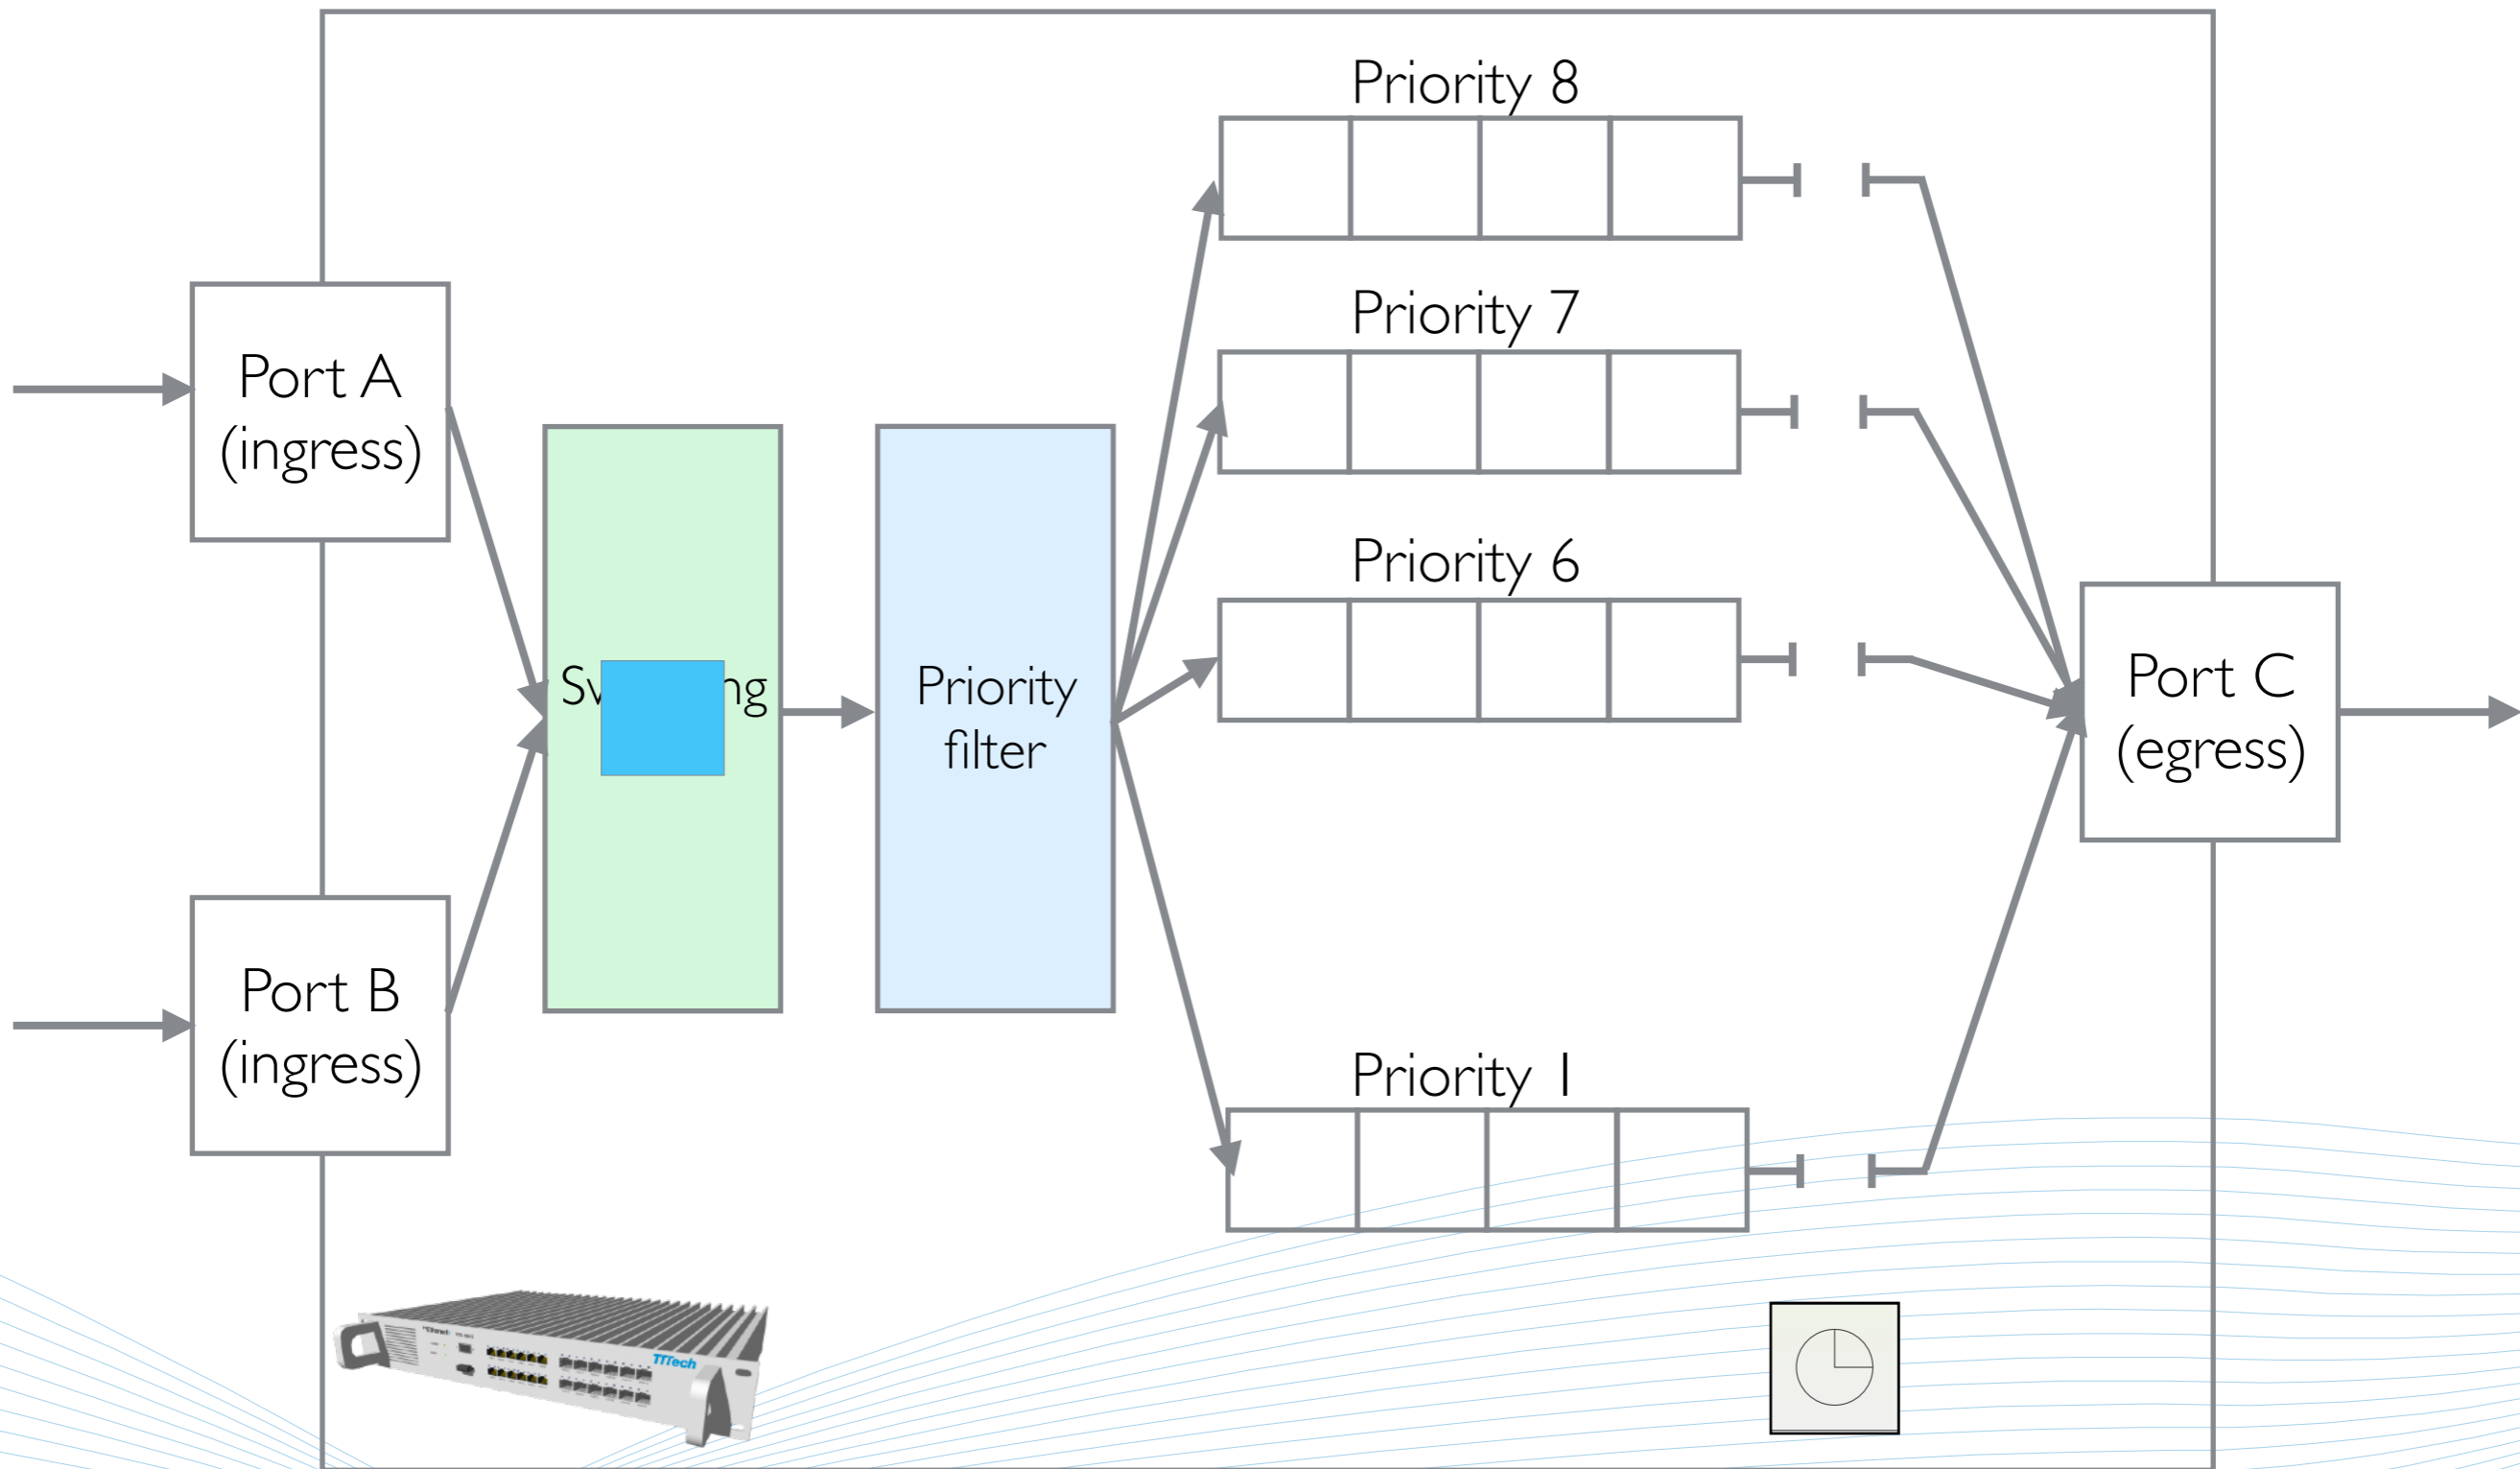 Priority 8
Priority 7
Port A
(ingress)
Priority 6
Priority
filter
Port C
(egress)
Port B
(ingress)
Priority 1
TTTech